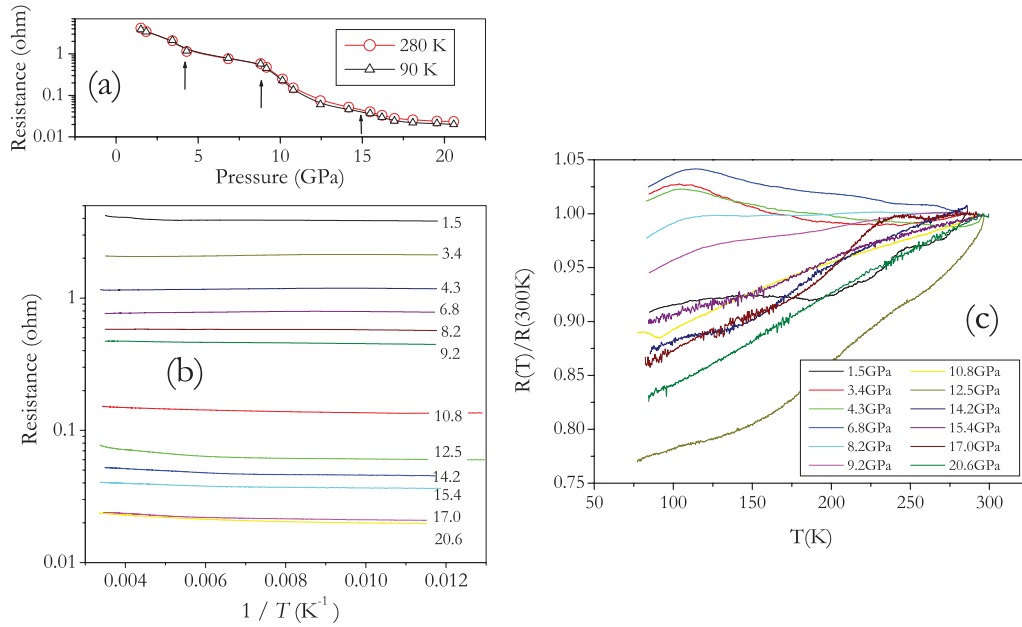 (a)
Resistance (ohm)
1
0.1
0.01
280 K
90 K
0 5 10 15 20
Pressure (GPa)
(b)
Resistance (ohm)
1
0.1
0.01
1.5
3.4
4.3
6.8
8.2
9.2
10.8
12.5
14.2
15.4
17.0
20.6
0.004 0.006 0.008 0.010 0.012
1 / T (K-1)
(c)
R(T)/R(300K)
1.05
1.00
0.95
0.90
0.85
0.80
0.75
1.5GPa 10.8GPa
3.4GPa 12.5GPa
4.3GPa 14.2GPa
6.8GPa 15.4GPa
8.2GPa 17.0GPa
9.2GPa 20.6GPa
50 100 150 200 250 300
T(K)